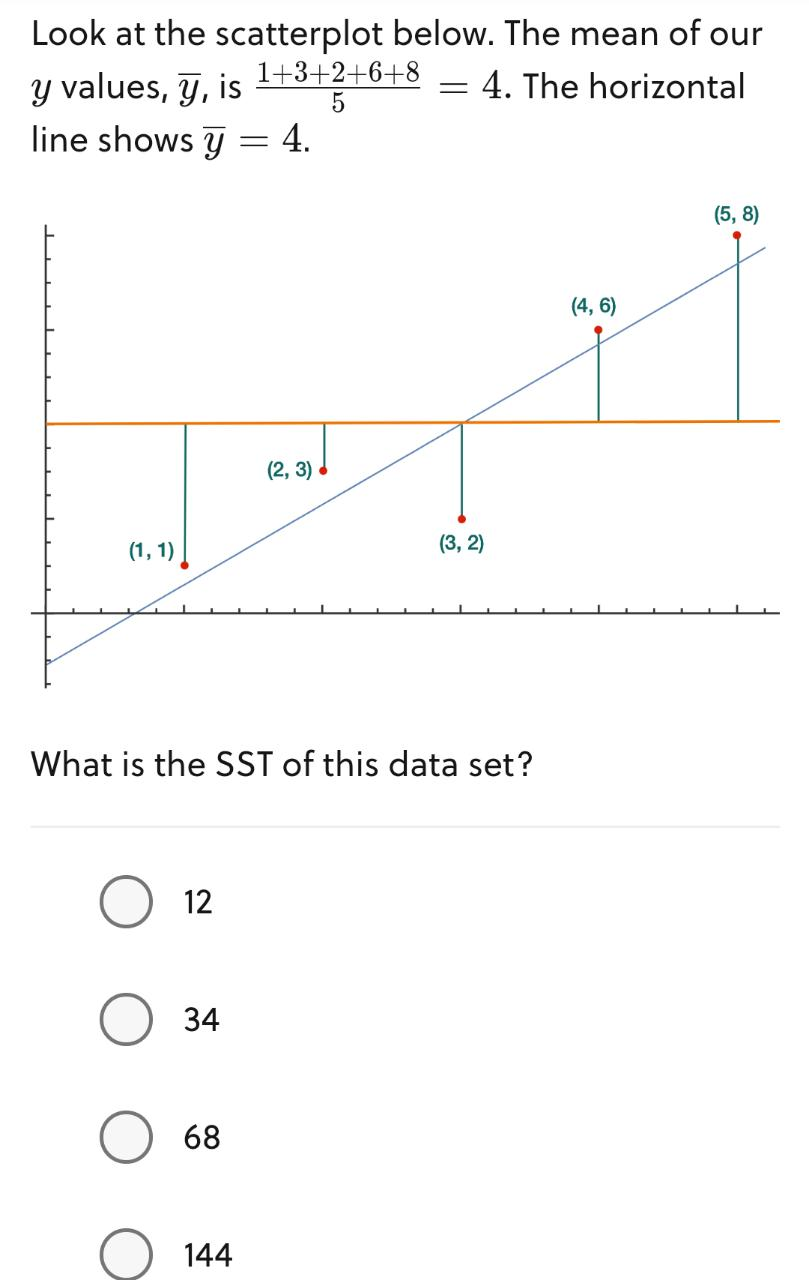 Look at the scatterplot below. The mean of our
y values, y̅, is (1+3+2+6+8)/5 = 4. The horizontal
line shows y̅ = 4.
(5, 8)
(4, 6)
(2, 3)
(1, 1)
(3, 2)
What is the SST of this data set?
12
34
68
144